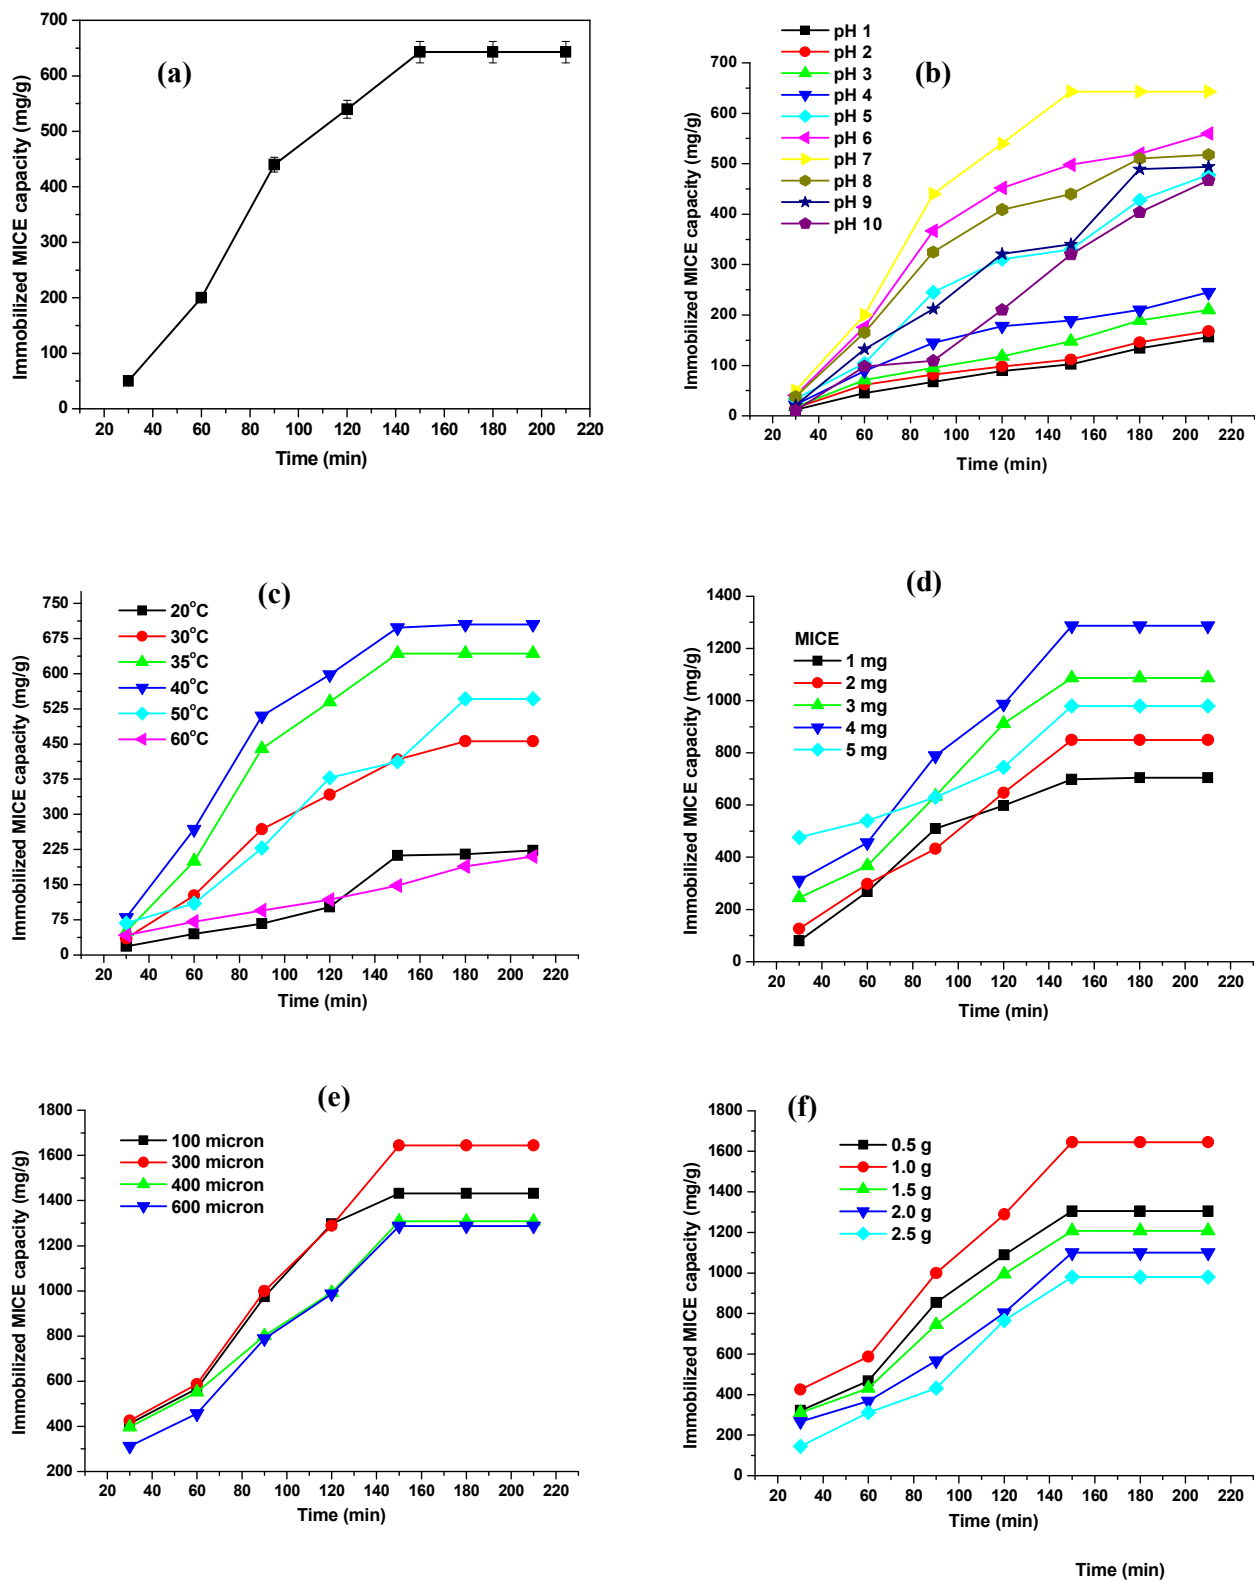 (a)
700
600
500
400
300
200
100
0
Immobilized MICE capacity (mg/g)
20 40 60 80 100 120 140 160 180 200 220
Time (min)
(b)
pH 1
pH 2
pH 3
pH 4
pH 5
pH 6
pH 7
pH 8
pH 9
pH 10
700
600
500
400
300
200
100
0
Immobilized MICE capacity (mg/g)
20 40 60 80 100 120 140 160 180 200 220
Time (min)
(c)
20°C
30°C
35°C
40°C
50°C
60°C
750
675
600
525
450
375
300
225
150
75
0
Immobilized MICE capacity (mg/g)
20 40 60 80 100 120 140 160 180 200 220
Time (min)
(d)
MICE
1 mg
2 mg
3 mg
4 mg
5 mg
1400
1200
1000
800
600
400
200
0
Immobilized MICE capacity (mg/g)
20 40 60 80 100 120 140 160 180 200 220
Time (min)
(e)
100 micron
300 micron
400 micron
600 micron
1800
1600
1400
1200
1000
800
600
400
200
Immobilized MICE capacity (mg/g)
20 40 60 80 100 120 140 160 180 200 220
Time (min)
(f)
0.5 g
1.0 g
1.5 g
2.0 g
2.5 g
1800
1600
1400
1200
1000
800
600
400
200
0
Immobilized MICE capacity (mg/g)
20 40 60 80 100 120 140 160 180 200 220
Time (min)
Time (min)